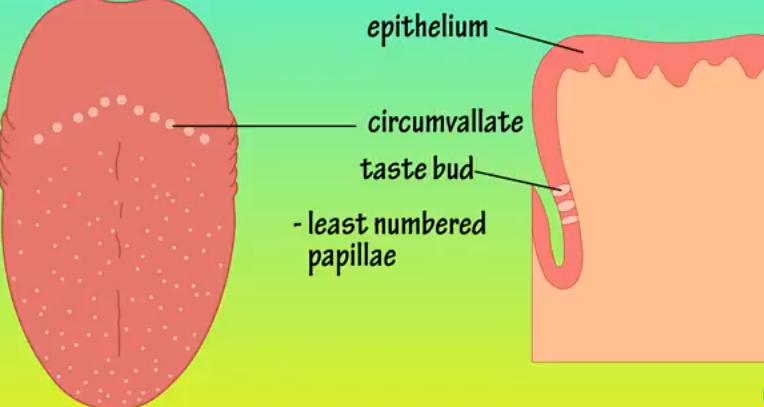 epithelium
circumvallate
taste bud
- least numbered
papillae